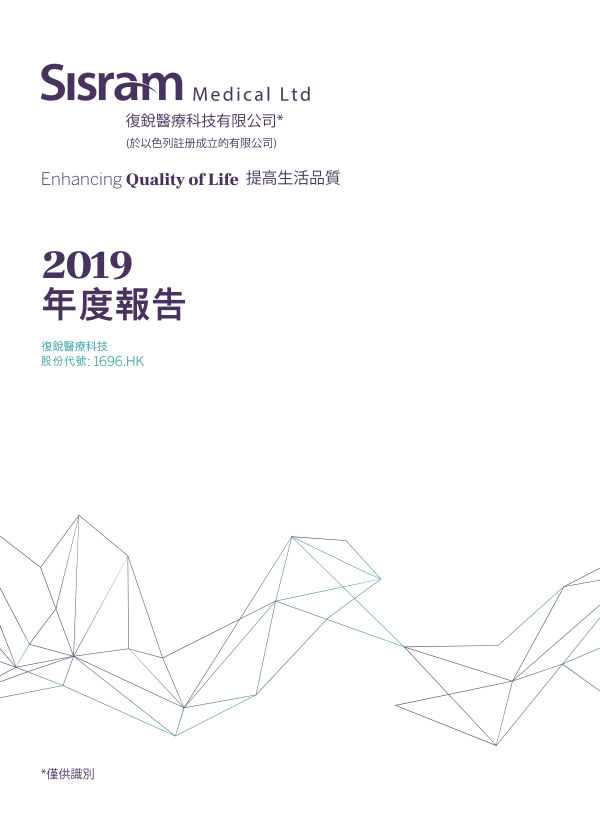 Sisram Medical Ltd
復銳醫療科技有限公司*
(於以色列註册成立的有限公司)
Enhancing Quality of Life 提高生活品質
2019
年度報告
復銳醫療科技
股份代號: 1696.HK
*僅供識別